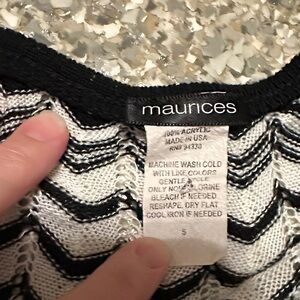 maurices
100% ACRYLIC
MADE IN USA
RN# 94330
MACHINE WASH COLD
WITH LIKE COLORS
GENTLE CYCLE
ONLY NON-CHLORINE
BLEACH IF NEEDED
RESHAPE, DRY FLAT
COOL IRON IF NEEDED
S